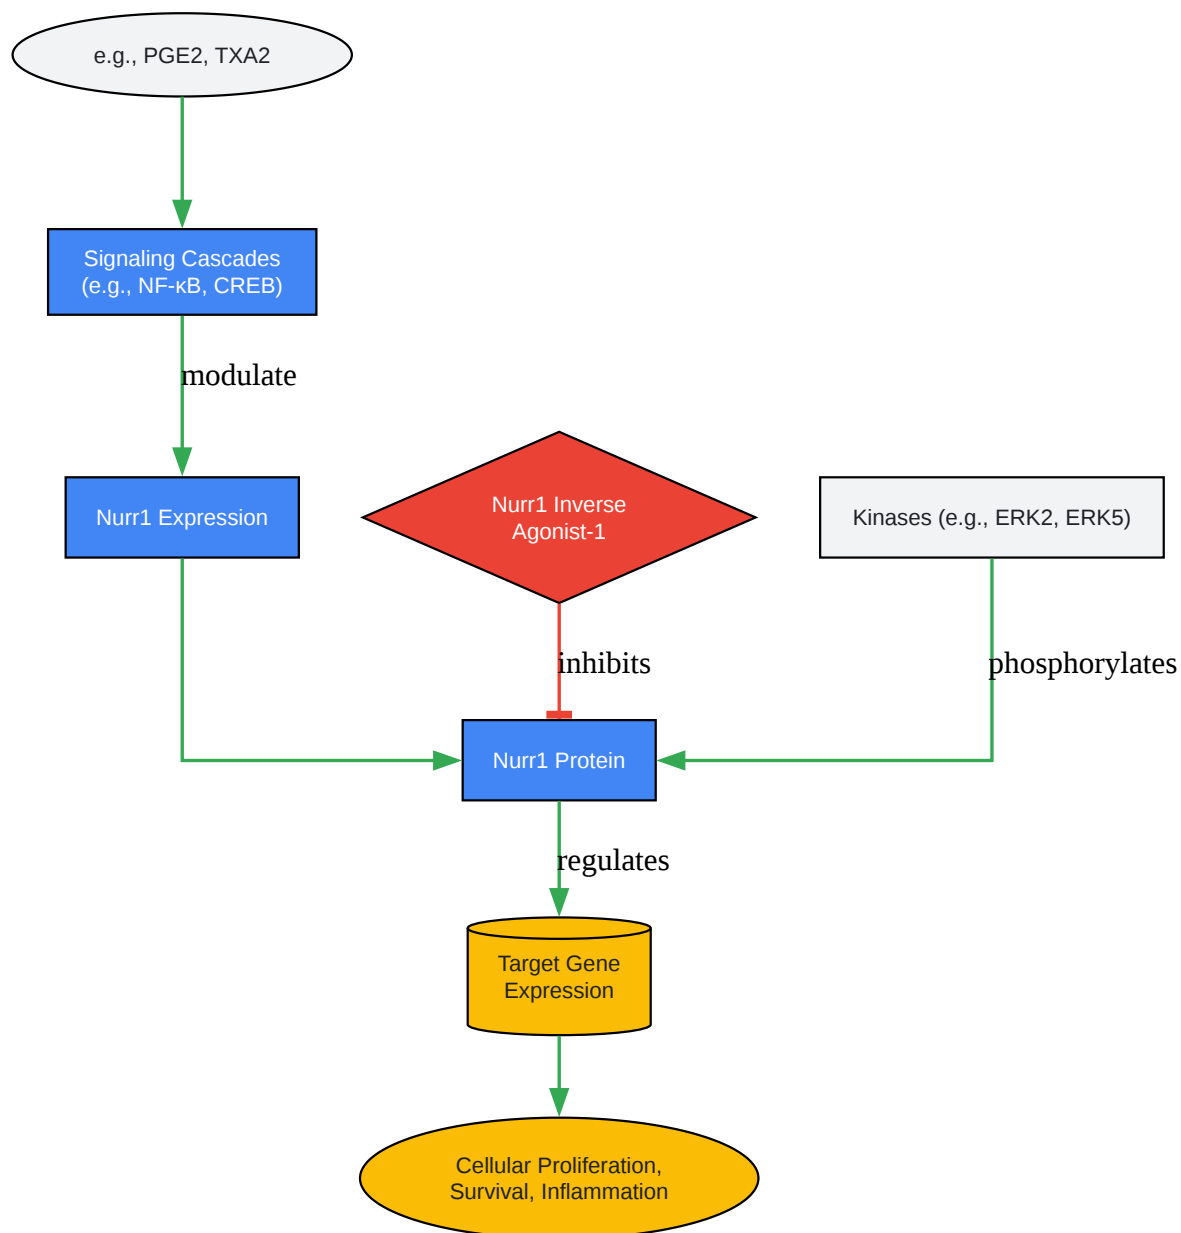 e.g., PGE2, TXA2
Signaling Cascades
(e.g., NF-κB, CREB)
modulate
Nurr1 Expression
Nurr1 Inverse
Agonist-1
Kinases (e.g., ERK2, ERK5)
inhibits
phosphorylates
Nurr1 Protein
regulates
Target Gene
Expression
Cellular Proliferation,
Survival, Inflammation